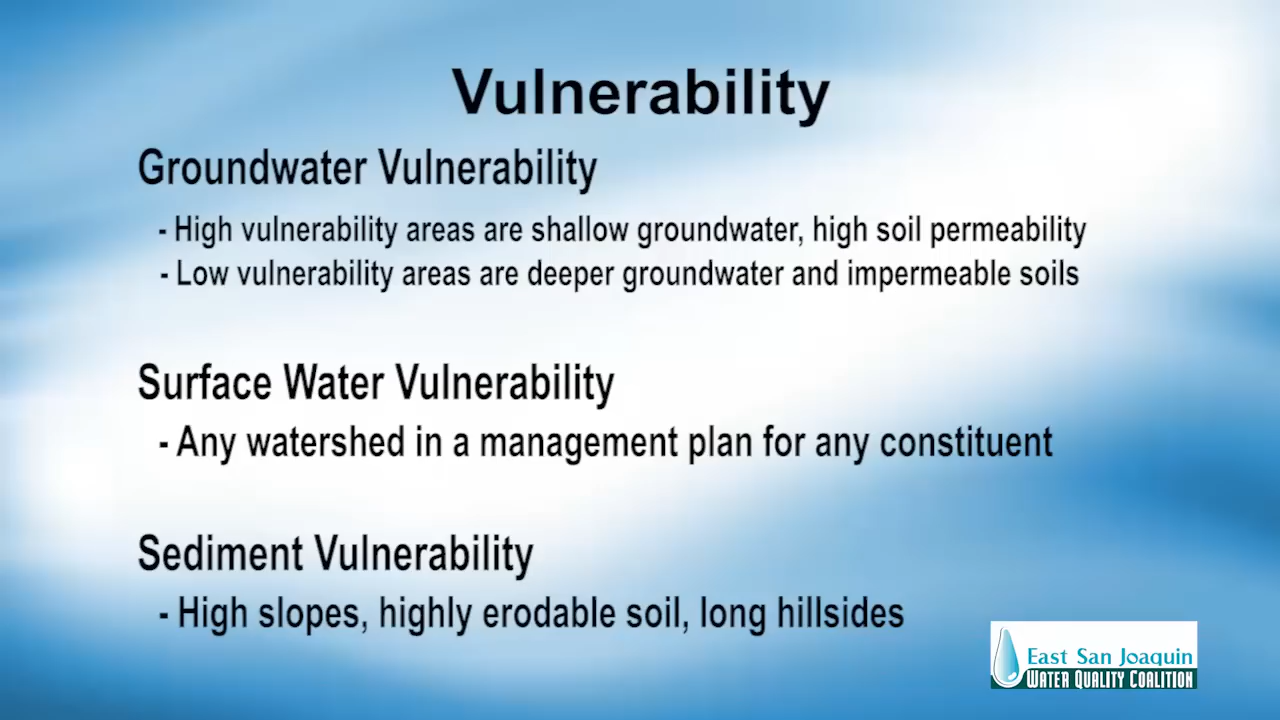 Vulnerability
Groundwater Vulnerability
- High vulnerability areas are shallow groundwater, high soil permeability
- Low vulnerability areas are deeper groundwater and impermeable soils
Surface Water Vulnerability
- Any watershed in a management plan for any constituent
Sediment Vulnerability
- High slopes, highly erodable soil, long hillsides
East San Joaquin
WATER QUALITY COALITION